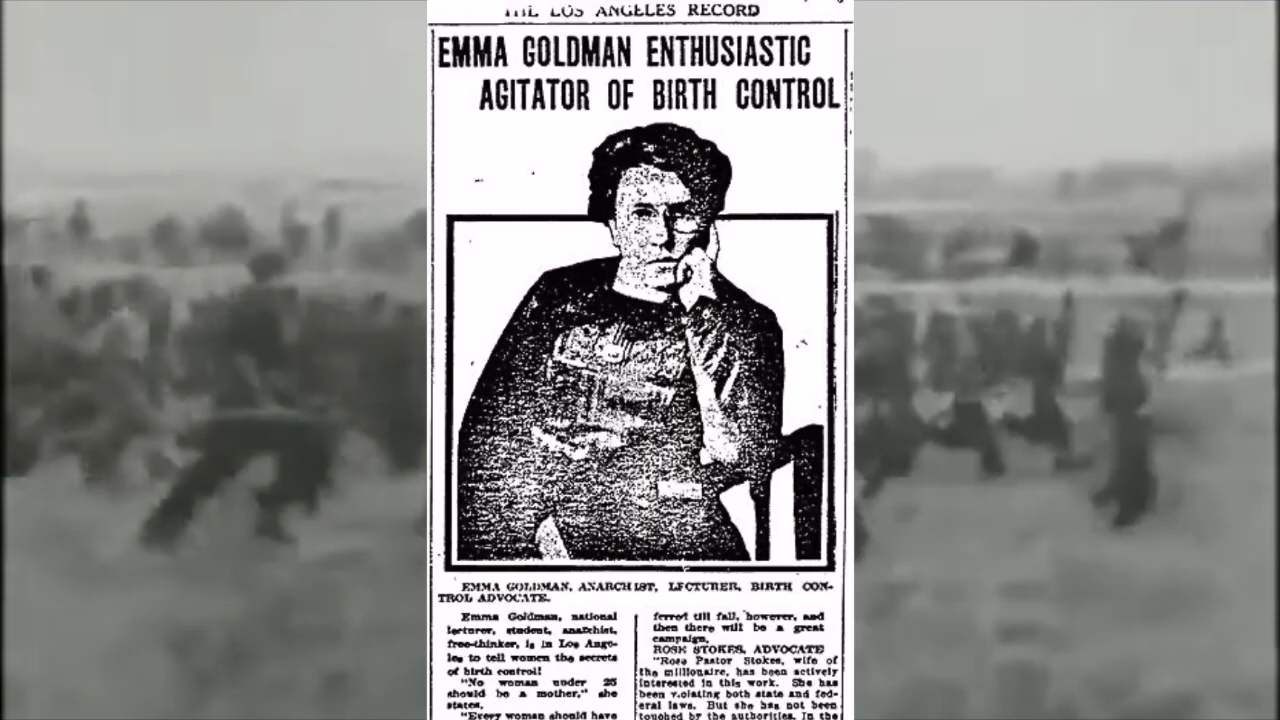 THE LOS ANGELES RECORD
EMMA GOLDMAN ENTHUSIASTIC
AGITATOR OF BIRTH CONTROL
EMMA GOLDMAN, ANARCHIST, LECTURER, BIRTH CON-
TROL ADVOCATE.
Emma Goldman, national
lecturer, student, anarchist,
free-thinker, is in Los Ange-
les to tell women the secrets
of birth control!
"No woman under 25
should be a mother," she
states.
"Every woman should have
ferred till fall, however, and
then there will be a great
campaign.
ROSE STOKES, ADVOCATE
"Rose Pastor Stokes, wife of
the millionaire, has been actively
interested in this work. She has
been violating both state and fed-
eral laws. But she has not been
touched by the authorities. In the